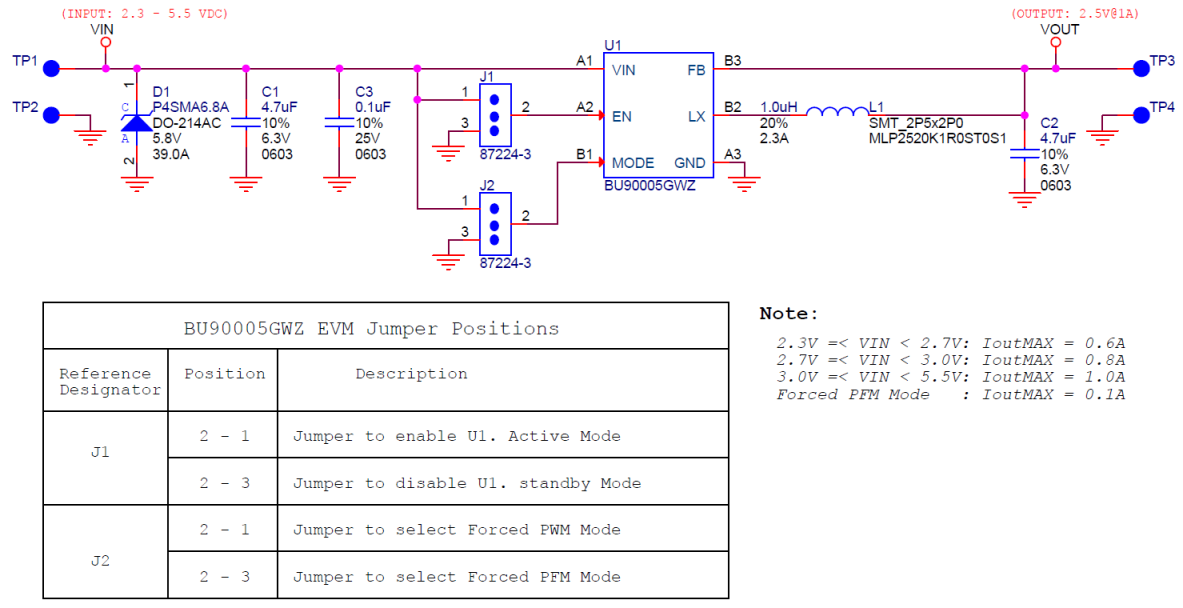 (INPUT: 2.3 - 5.5 VDC)
VIN
(OUTPUT: 2.5V@1A)
VOUT
TP1
TP2
1
D1
P4SMA6.8A
DO-214AC
5.8V
39.0A
C
A
2
C1
4.7uF
10%
6.3V
0603
C3
0.1uF
10%
25V
0603
J1
1
2
3
87224-3
J2
1
2
3
87224-3
U1
A1
VIN
A2
EN
B1
MODE
FB
B3
LX
B2
GND
A3
BU90005GWZ
1.0uH
20%
2.3A
L1
SMT_2P5x2P0
MLP2520K1R0ST0S1
C2
4.7uF
10%
6.3V
0603
TP3
TP4
BU90005GWZ EVM Jumper Positions
Reference Designator
Position
Description
J1
2 - 1
Jumper to enable U1. Active Mode
2 - 3
Jumper to disable U1. standby Mode
J2
2 - 1
Jumper to select Forced PWM Mode
2 - 3
Jumper to select Forced PFM Mode
Note:
2.3V =< VIN < 2.7V: IoutMAX = 0.6A
2.7V =< VIN < 3.0V: IoutMAX = 0.8A
3.0V =< VIN < 5.5V: IoutMAX = 1.0A
Forced PFM Mode : IoutMAX = 0.1A